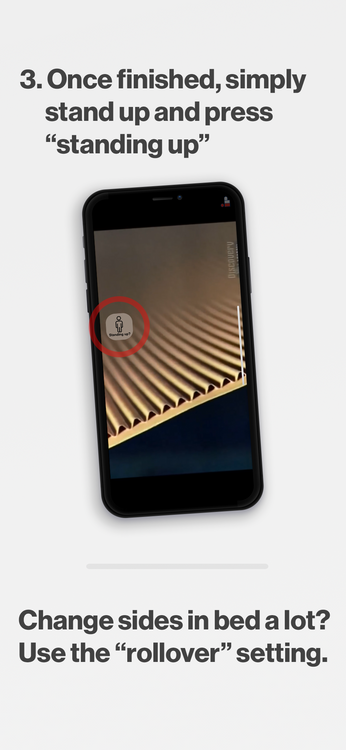 3. Once finished, simply
stand up and press
“standing up”
DISCOVERY
Standing up?
Change sides in bed a lot?
Use the “rollover” setting.